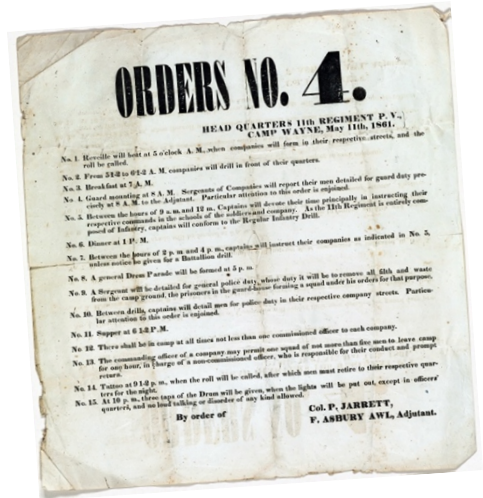 ORDERS NO. 4.
HEAD QUARTERS 11th REGIMENT P. V.,
CAMP WAYNE, May 11th, 1861.
No. 1. Reveille will beat at 5 o'clock A. M. when companies will form in their respective streets, and the
roll be called.
No. 2. From 5 1-2 to 6 1-2 A. M. companies will drill in front of their quarters.
No. 3. Breakfast at 7 A. M.
No. 4. Guard mounting at 8 A. M. Sergeants of Companies will report their men detailed for guard pre-
cisely at 8 A. M. to the Adjutant. Particular attention to this order is enjoined.
No. 5. Between the hours of 9 a. m. and 12 m. Captains will devote their time principally in instructing their
respective commands in the schools of the soldiers and company. As the 11th Regiment is entirely com-
posed of Infantry, captains will conform to the Regular Infantry Drill.
No. 6. Dinner at 1 P. M.
No. 7. Between the hours of 2 p. m. and 4 p. m., captains will instruct their companies as indicated in No. 5,
unless notice be given for a Battalion drill.
No. 8. A general Dress Parade will be formed at 5 p. m.
No. 9. A Sergeant will be detailed for general police duty, whose duty it will be to remove all filth and waste
from the camp ground, the prisoners in the guard-house forming a squad under his orders for that purpose.
No. 10. Between drills, captains will detail men for police duty in their respective company streets. Particu-
lar attention to this order is enjoined.
No. 11. Supper at 6 1-2 P. M.
No. 12. There shall be in camp at all times not less than one commissioned officer to each company.
No. 13. The commanding officer of a company may permit one squad of not more than five men to leave camp
for one hour, in charge of a non-commissioned officer, who is responsible for their conduct and prompt
return.
No. 14. Tattoo at 9 1-2 p. m., when the roll will be called, after which men must retire to their respective quar-
ters for the night.
No. 15. At 10 p. m. three taps of the Drum will be given, when the lights will be put out, except in officers'
quarters, and no loud talking or disorder of any kind allowed.
By order of Col. P. JARRETT,
F. ASBURY AWL, Adjutant.